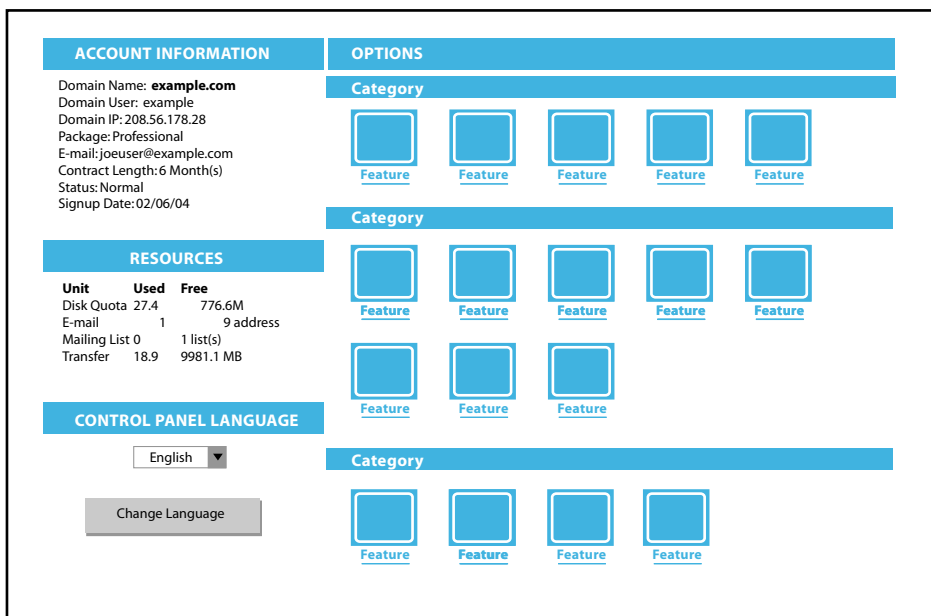 ACCOUNT INFORMATION
Domain Name: example.com
Domain User: example
Domain IP: 208.56.178.28
Package: Professional
E-mail: joeuser@example.com
Contract Length: 6 Month(s)
Status: Normal
Signup Date: 02/06/04
RESOURCES
Unit Used Free
Disk Quota 27.4 776.6M
E-mail 1 9 address
Mailing List 0 1 list(s)
Transfer 18.9 9981.1 MB
CONTROL PANEL LANGUAGE
English
Change Language
OPTIONS
Category
Feature Feature Feature Feature Feature
Category
Feature Feature Feature Feature Feature
Feature Feature Feature
Category
Feature Feature Feature Feature